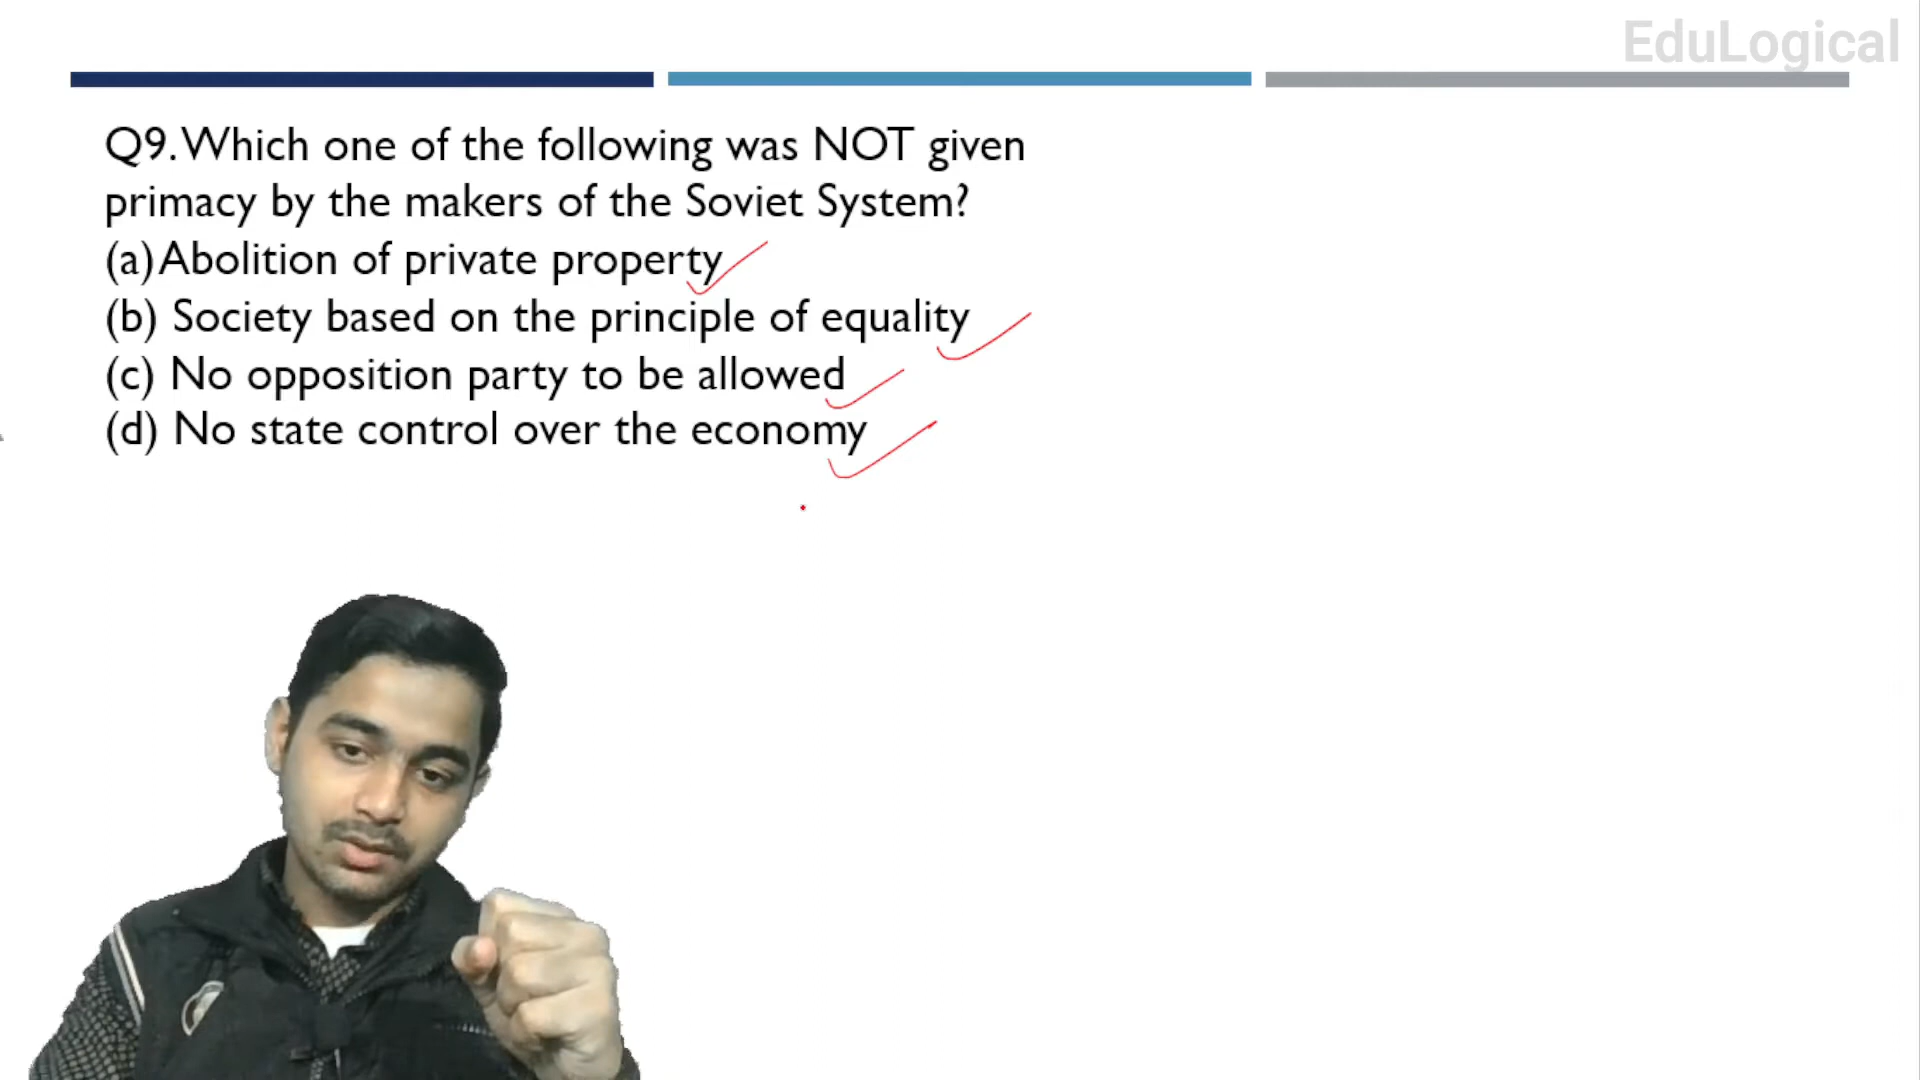 EduLogical
Q9.Which one of the following was NOT given
primacy by the makers of the Soviet System?
(a)Abolition of private property
(b) Society based on the principle of equality
(c) No opposition party to be allowed
(d) No state control over the economy